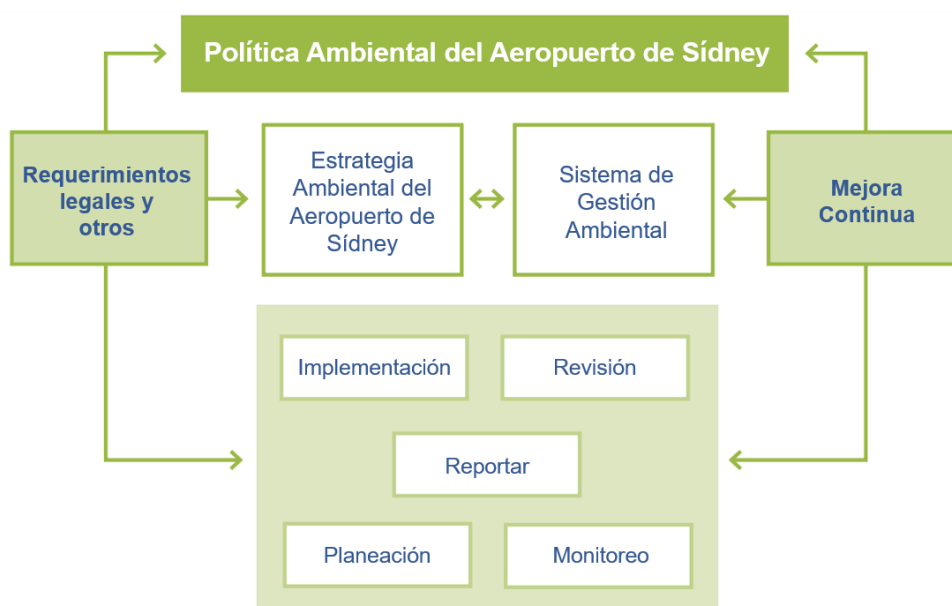 Política Ambiental del Aeropuerto de Sídney
Requerimientos
legales y
otros
Estrategia
Ambiental del
Aeropuerto de
Sídney
Sistema de
Gestión
Ambiental
Mejora
Continua
Implementación
Revisión
Reportar
Planeación
Monitoreo